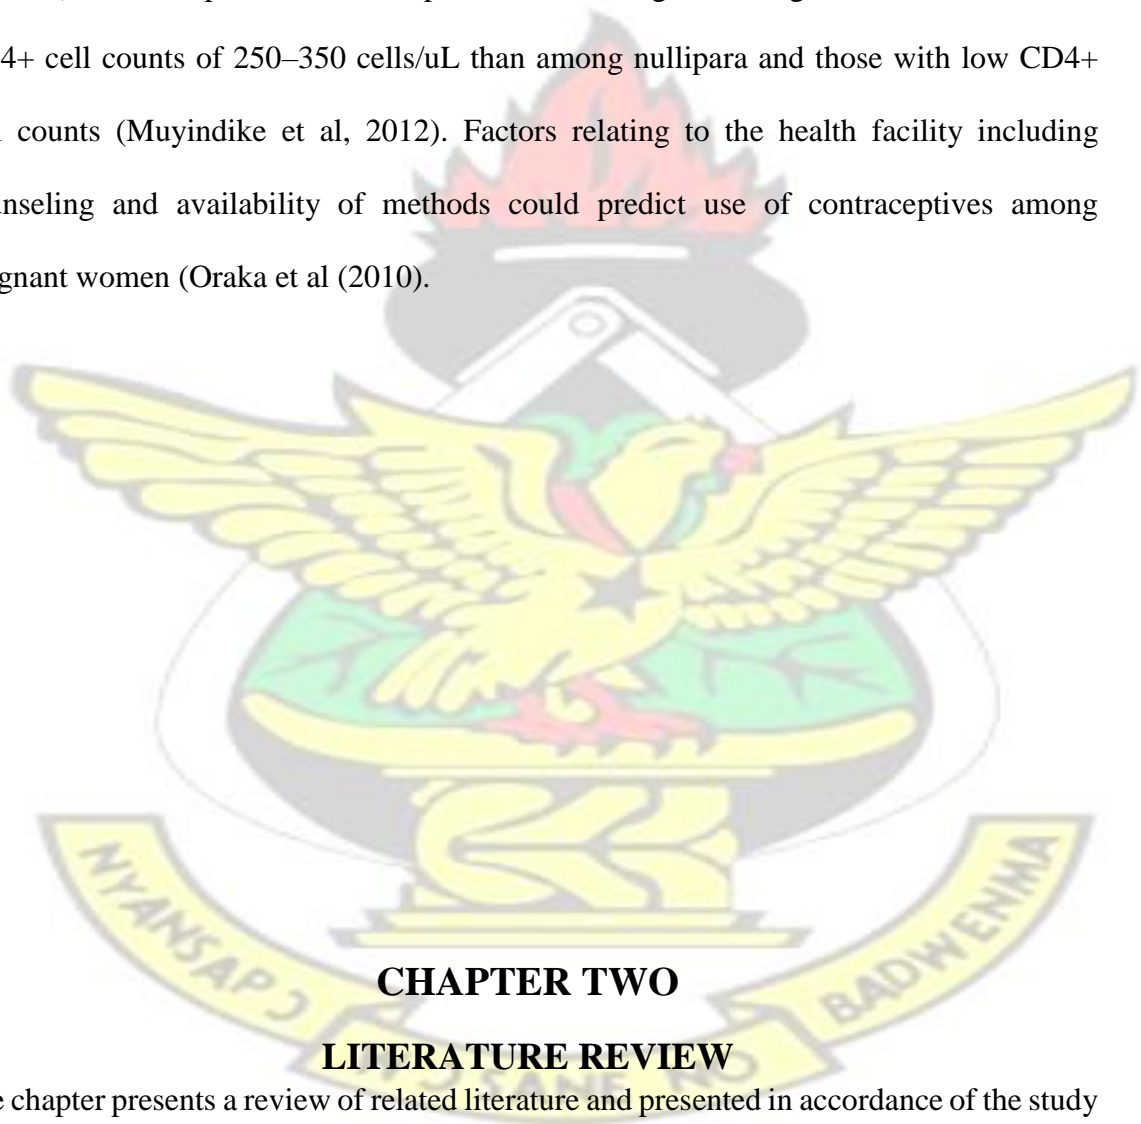 4+ cell counts of 250–350 cells/uL than among nullipara and those with low CD4+
counts (Muyindike et al, 2012). Factors relating to the health facility including
unseling and availability of methods could predict use of contraceptives among
gnant women (Oraka et al (2010).
NYANSAPƆ
BADWENMA
CHAPTER TWO
LITERATURE REVIEW
e chapter presents a review of related literature and presented in accordance of the study